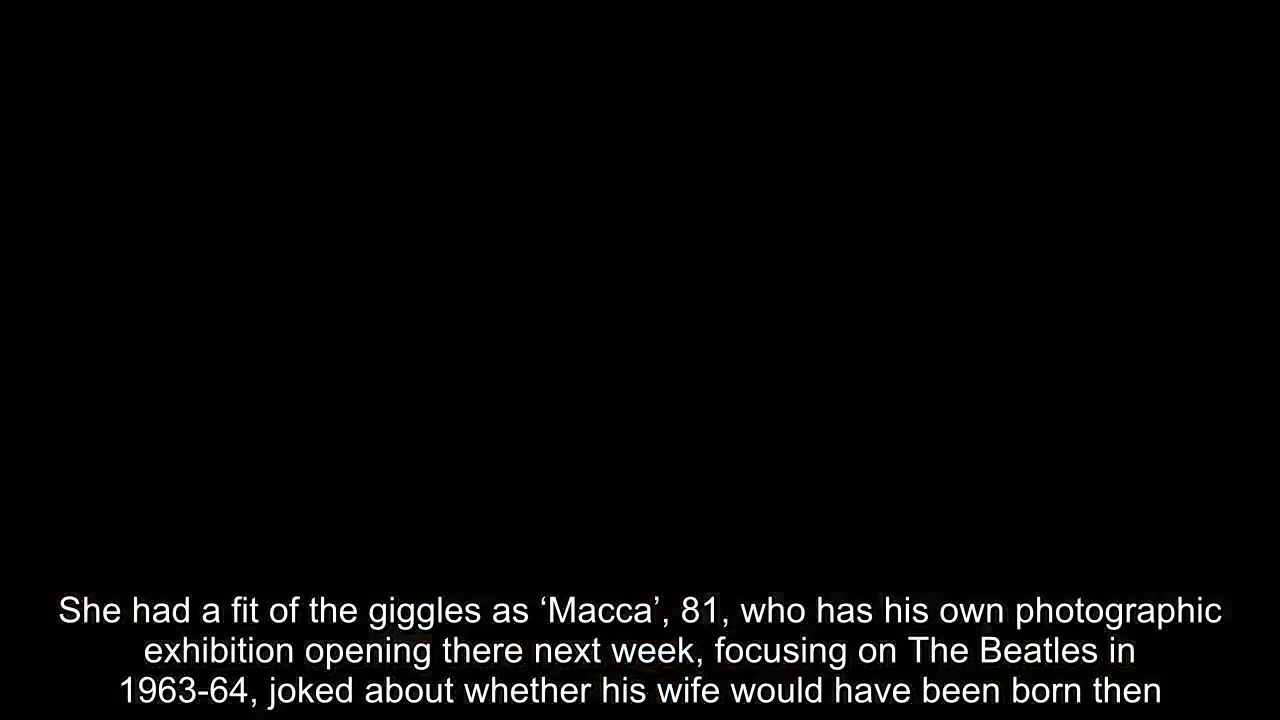 She had a fit of the giggles as ‘Macca’, 81, who has his own photographic
exhibition opening there next week, focusing on The Beatles in
1963-64, joked about whether his wife would have been born then